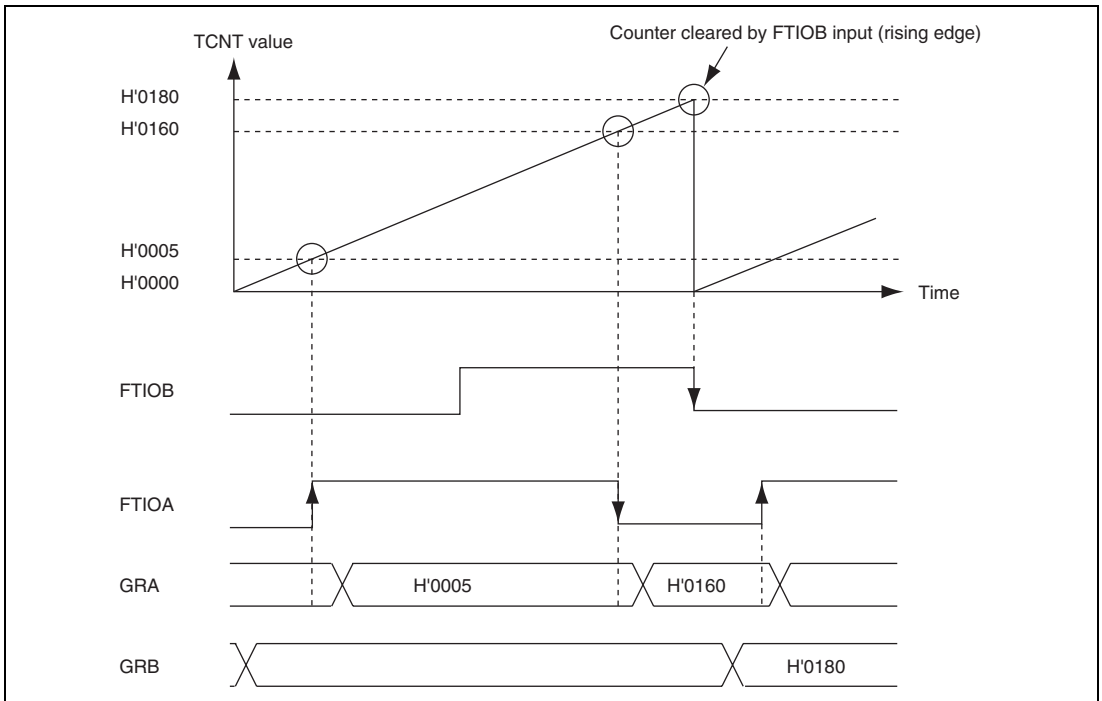 Counter cleared by FTIOB input (rising edge)
TCNT value
H'0180
H'0160
H'0005
H'0000
Time
FTIOB
FTIOA
GRA
H'0005
H'0160
GRB
H'0180